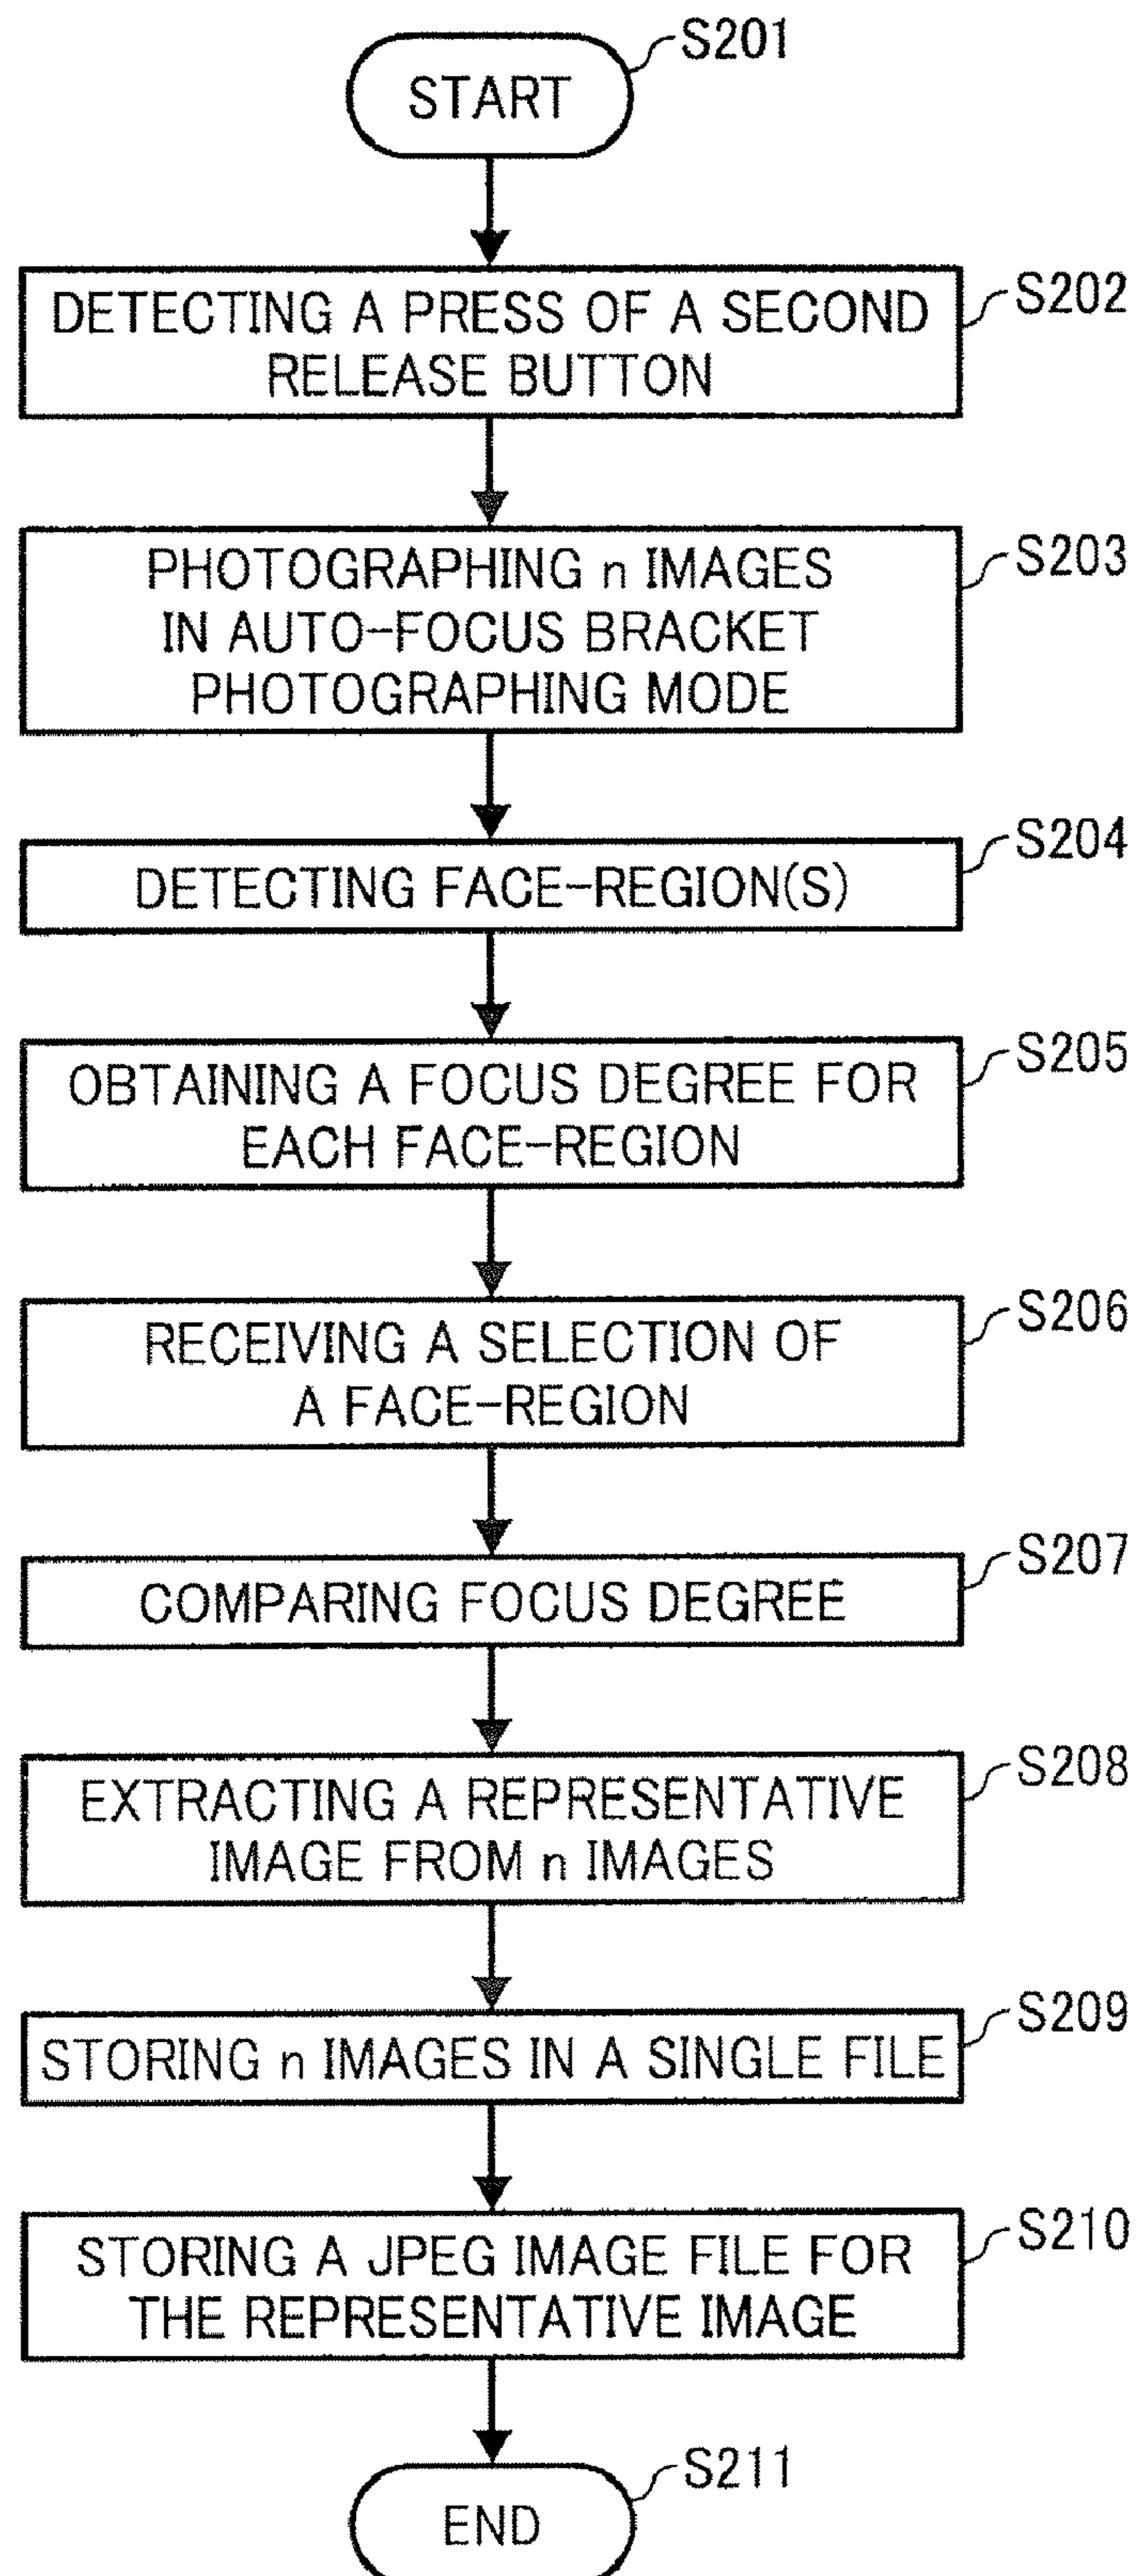 S201
START
S202
DETECTING A PRESS OF A SECOND
RELEASE BUTTON
S203
PHOTOGRAPHING n IMAGES
IN AUTO-FOCUS BRACKET
PHOTOGRAPHING MODE
S204
DETECTING FACE-REGION(S)
S205
OBTAINING A FOCUS DEGREE FOR
EACH FACE-REGION
S206
RECEIVING A SELECTION OF
A FACE-REGION
S207
COMPARING FOCUS DEGREE
S208
EXTRACTING A REPRESENTATIVE
IMAGE FROM n IMAGES
S209
STORING n IMAGES IN A SINGLE FILE
S210
STORING A JPEG IMAGE FILE FOR
THE REPRESENTATIVE IMAGE
S211
END